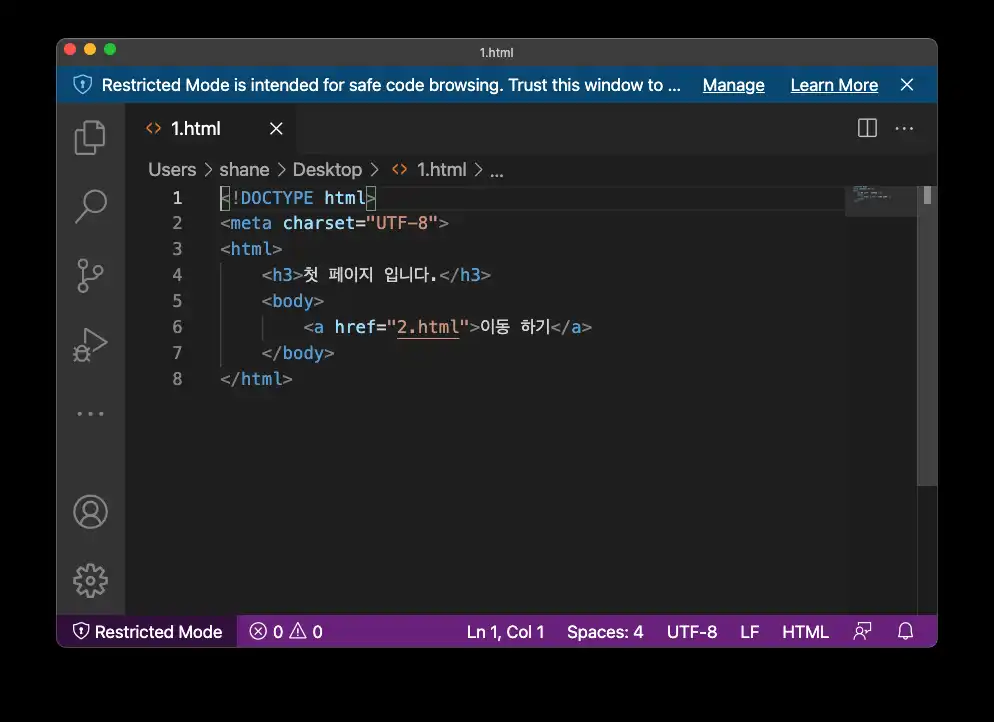 1.html
Restricted Mode is intended for safe code browsing. Trust this window to ... Manage Learn More
1.html
Users > shane > Desktop > 1.html > ...
1 <!DOCTYPE html>
2 <meta charset="UTF-8">
3 <html>
4 <h3>첫 페이지 입니다.</h3>
5 <body>
6 <a href="2.html">이동 하기</a>
7 </body>
8 </html>
Restricted Mode 0 0 Ln 1, Col 1 Spaces: 4 UTF-8 LF HTML